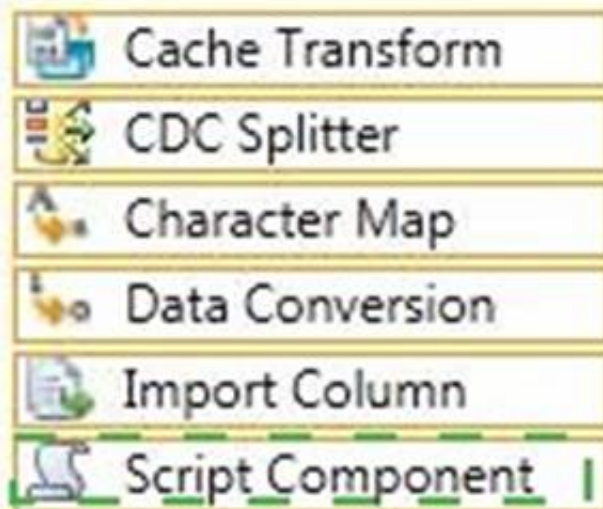 Cache Transform
CDC Splitter
Character Map
Data Conversion
Import Column
Script Component